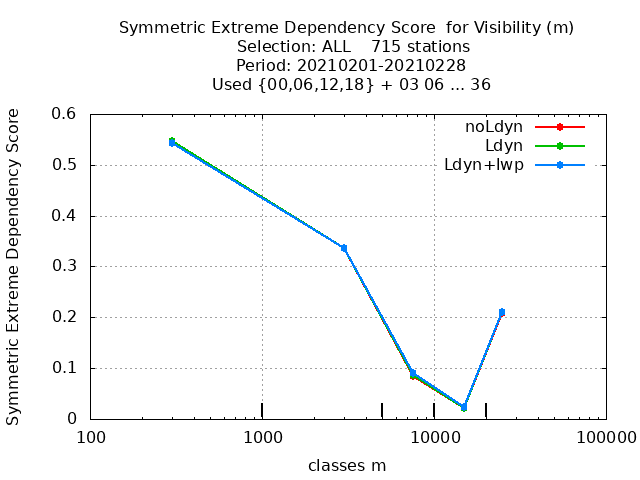 Symmetric Extreme Dependency Score  for Visibility (m)
Selection: ALL    715 stations
Period: 20210201-20210228
Used {00,06,12,18} + 03 06 ... 36
Symmetric Extreme Dependency Score
0.6
0.5
0.4
0.3
0.2
0.1
0
noLdyn
Ldyn
Ldyn+lwp
100
1000
10000
100000
classes m